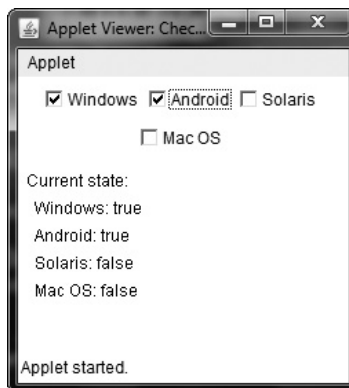 Applet Viewer: Chec...
Applet
Windows Android Solaris
Mac OS
Current state:
Windows: true
Android: true
Solaris: false
Mac OS: false
Applet started.